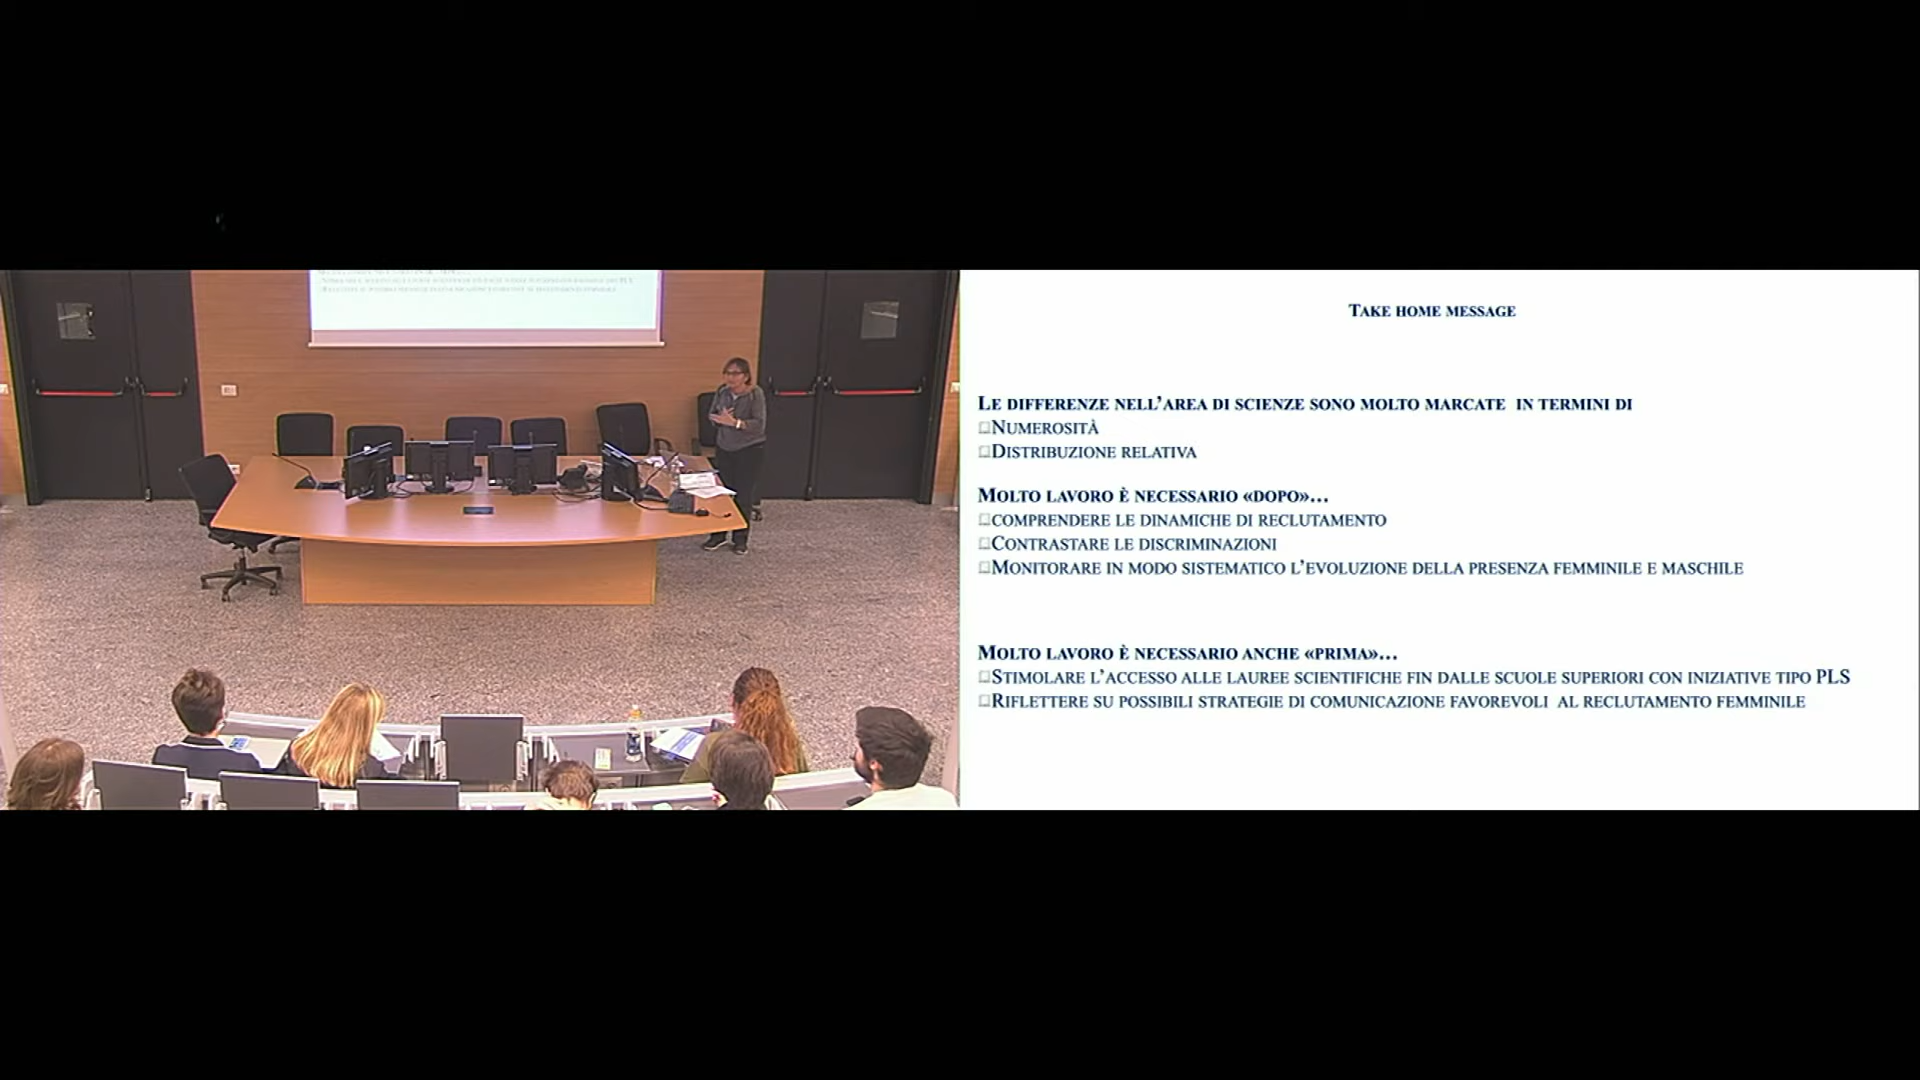 Take home message
Le differenze nell'area di scienze sono molto marcate in termini di
□Numerosità
□Distribuzione relativa
Molto lavoro è necessario «dopo»…
□comprendere le dinamiche di reclutamento
□Contrastare le discriminazioni
□Monitorare in modo sistematico l'evoluzione della presenza femminile e maschile
Molto lavoro è necessario anche «prima»…
□Stimolare l'accesso alle lauree scientifiche fin dalle scuole superiori con iniziative tipo PLS
□Riflettere su possibili strategie di comunicazione favorevoli al reclutamento femminile